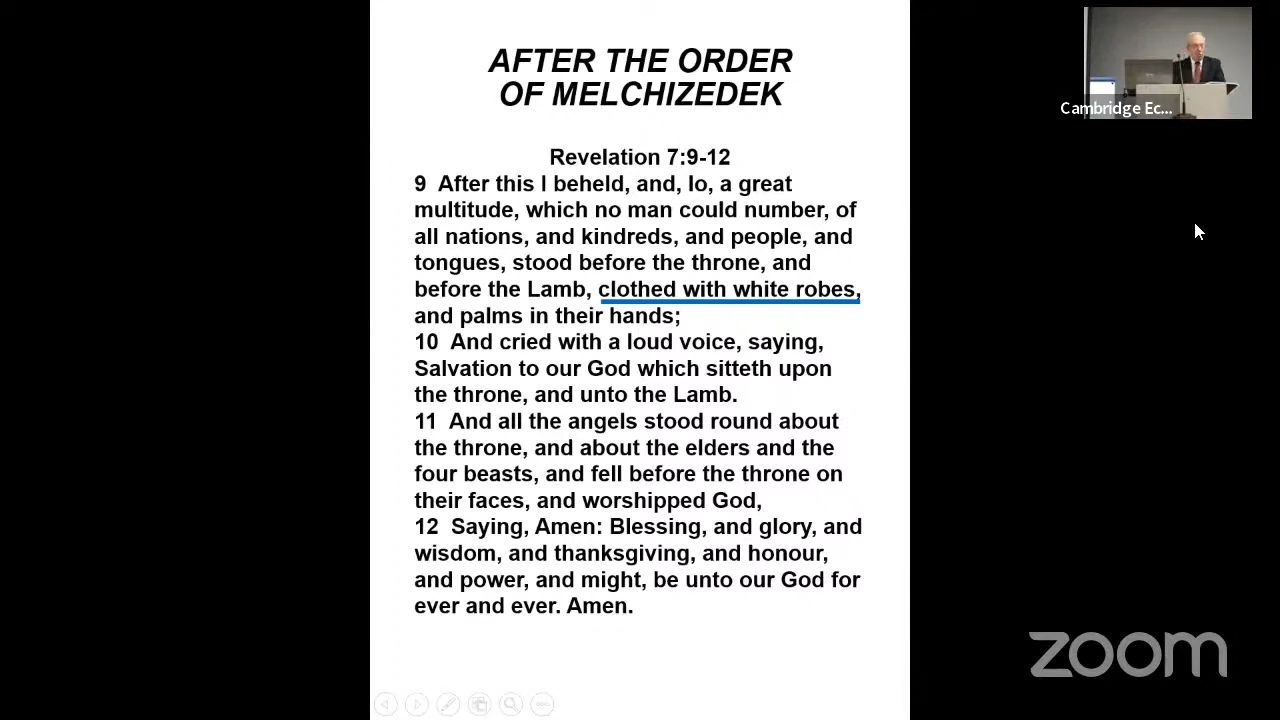 AFTER THE ORDER
OF MELCHIZEDEK
Cambridge Ec...
Revelation 7:9-12
9 After this I beheld, and, lo, a great
multitude, which no man could number, of
all nations, and kindreds, and people, and
tongues, stood before the throne, and
before the Lamb, clothed with white robes,
and palms in their hands;
10 And cried with a loud voice, saying,
Salvation to our God which sitteth upon
the throne, and unto the Lamb.
11 And all the angels stood round about
the throne, and about the elders and the
four beasts, and fell before the throne on
their faces, and worshipped God,
12 Saying, Amen: Blessing, and glory, and
wisdom, and thanksgiving, and honour,
and power, and might, be unto our God for
ever and ever. Amen.
zoom